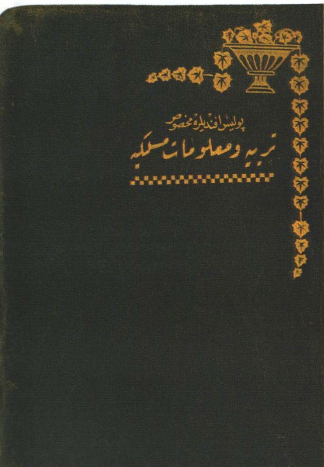 پولیس افندیلره مخصوص
تربیه و معلومات مسلکیه